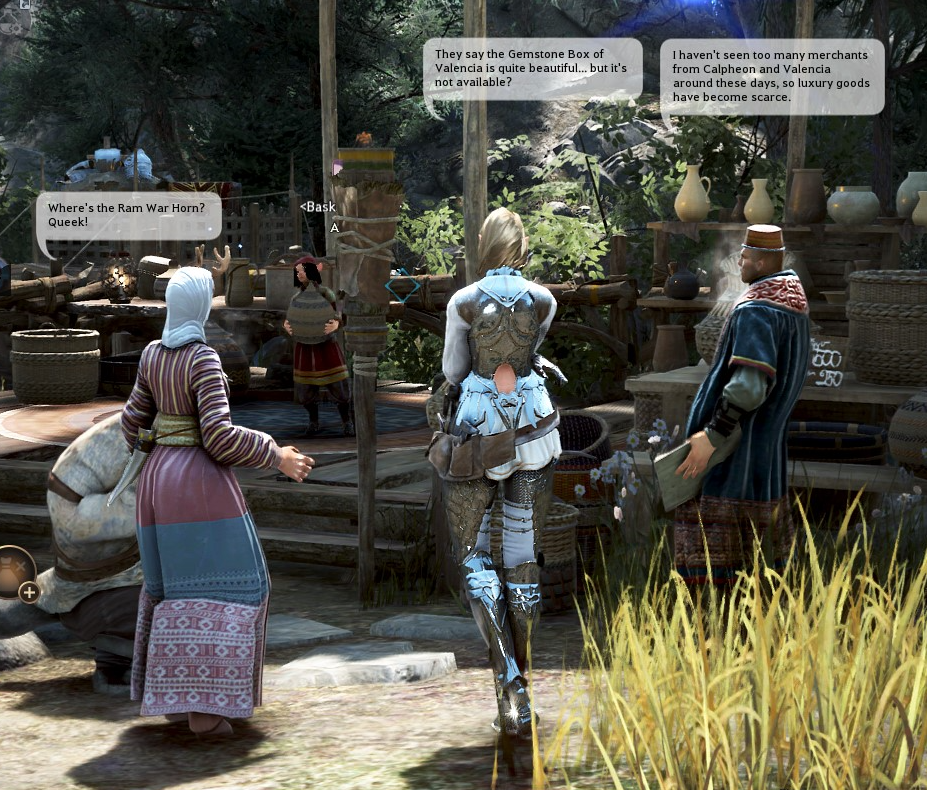 They say the Gemstone Box of
Valencia is quite beautiful... but it's
not available?
I haven't seen too many merchants
from Calpheon and Valencia
around these days, so luxury goods
have become scarce.
Where's the Ram War Horn?
Queek!
<Bask
A